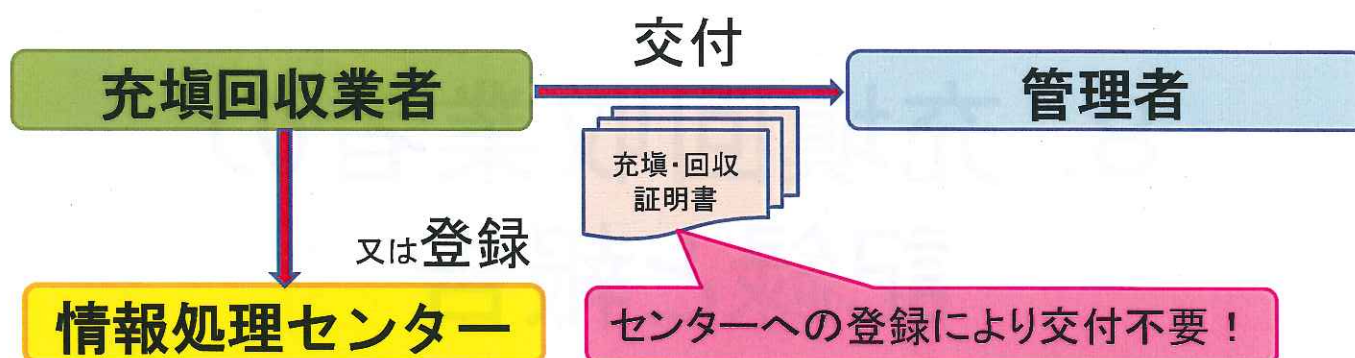 交付
充塡回収業者
管理者
充塡・回収
証明書
又は登録
情報処理センター
センターへの登録により交付不要！